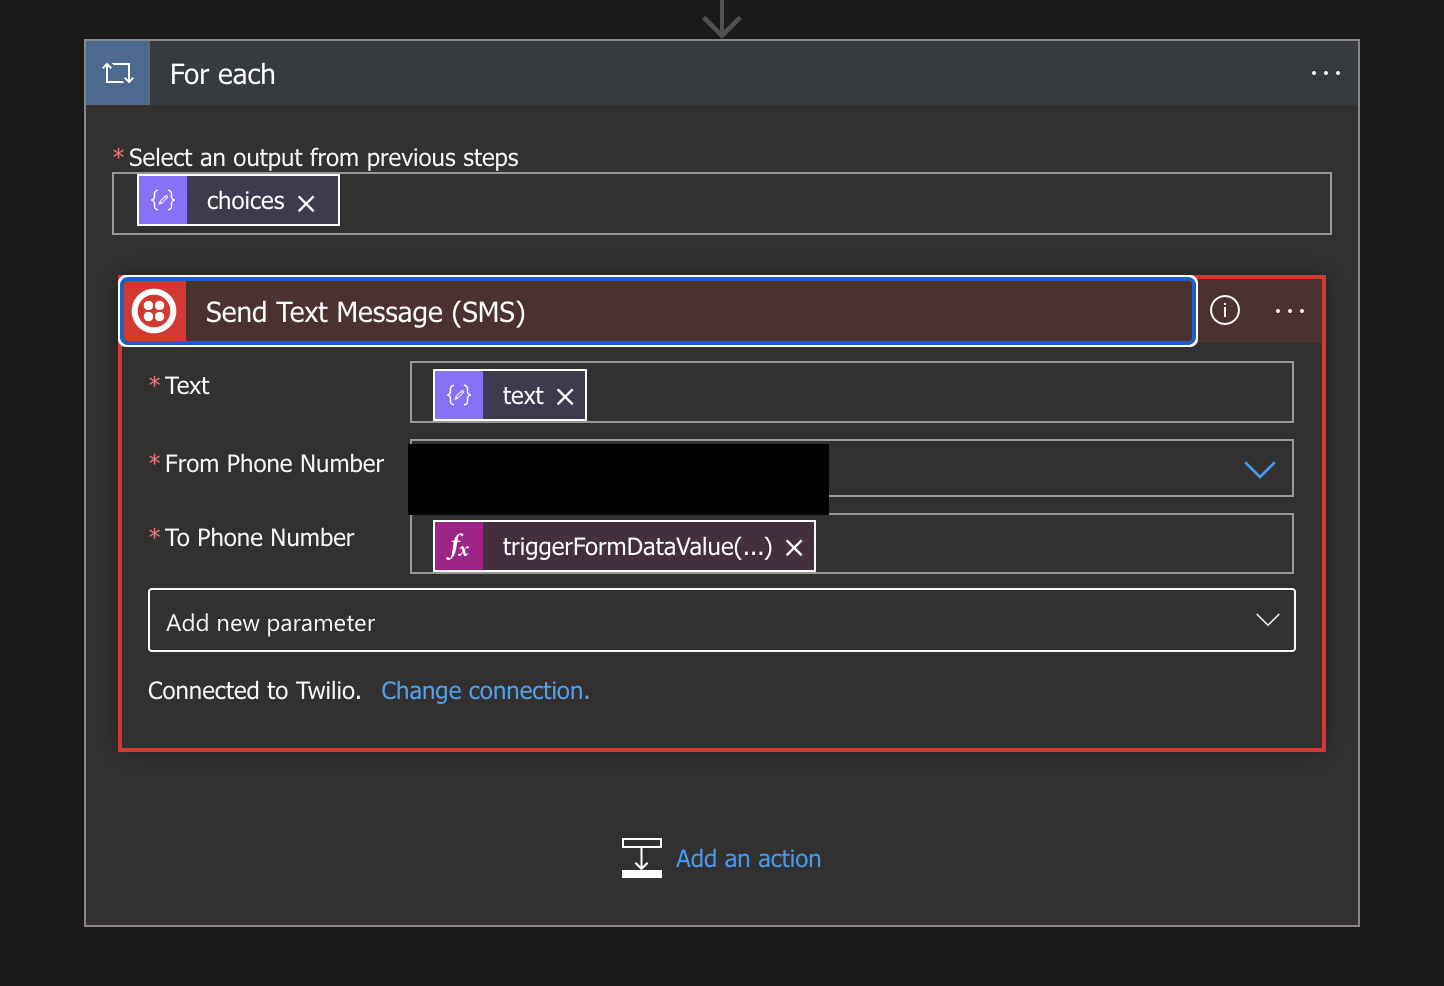 For each
* Select an output from previous steps
choices
Send Text Message (SMS)
* Text
text
* From Phone Number
* To Phone Number
fx triggerFormDataValue(...)
Add new parameter
Connected to Twilio. Change connection.
Add an action